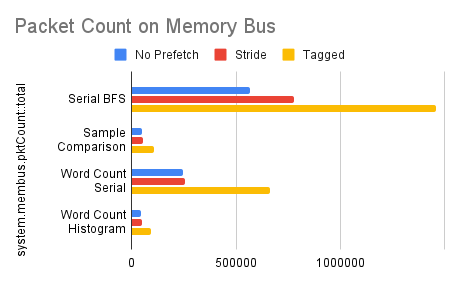 Packet Count on Memory Bus
No Prefetch Stride Tagged
system.membus.pktCount::total
Serial BFS
Sample
Comparison
Word Count
Serial
Word Count
Histogram
0 500000 1000000